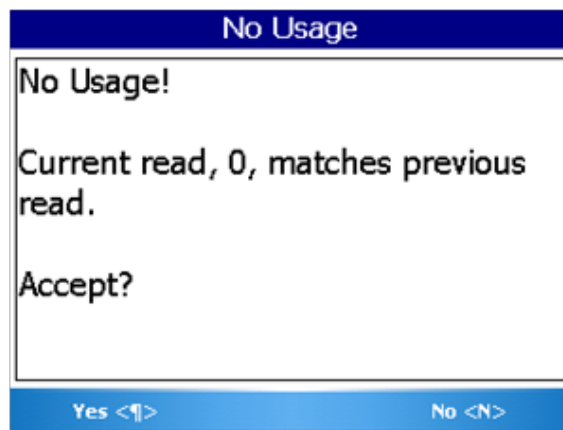 No Usage
No Usage!
Current read, 0, matches previous
read.
Accept?
Yes <¶>
No <N>